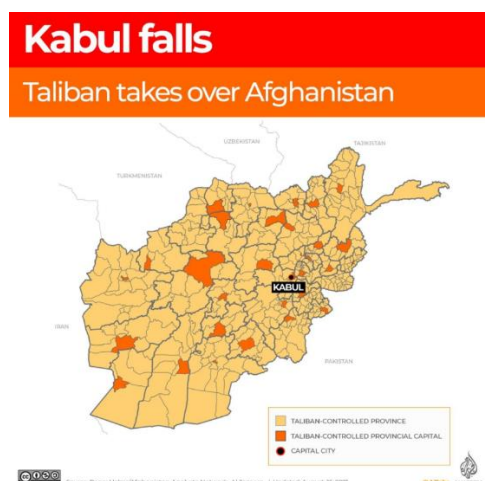 Kabul falls
Taliban takes over Afghanistan
UZBEKISTAN
TAJIKISTAN
TURKMENISTAN
KABUL
IRAN
PAKISTAN
TALIBAN-CONTROLLED PROVINCE
TALIBAN-CONTROLLED PROVINCIAL CAPITAL
CAPITAL CITY